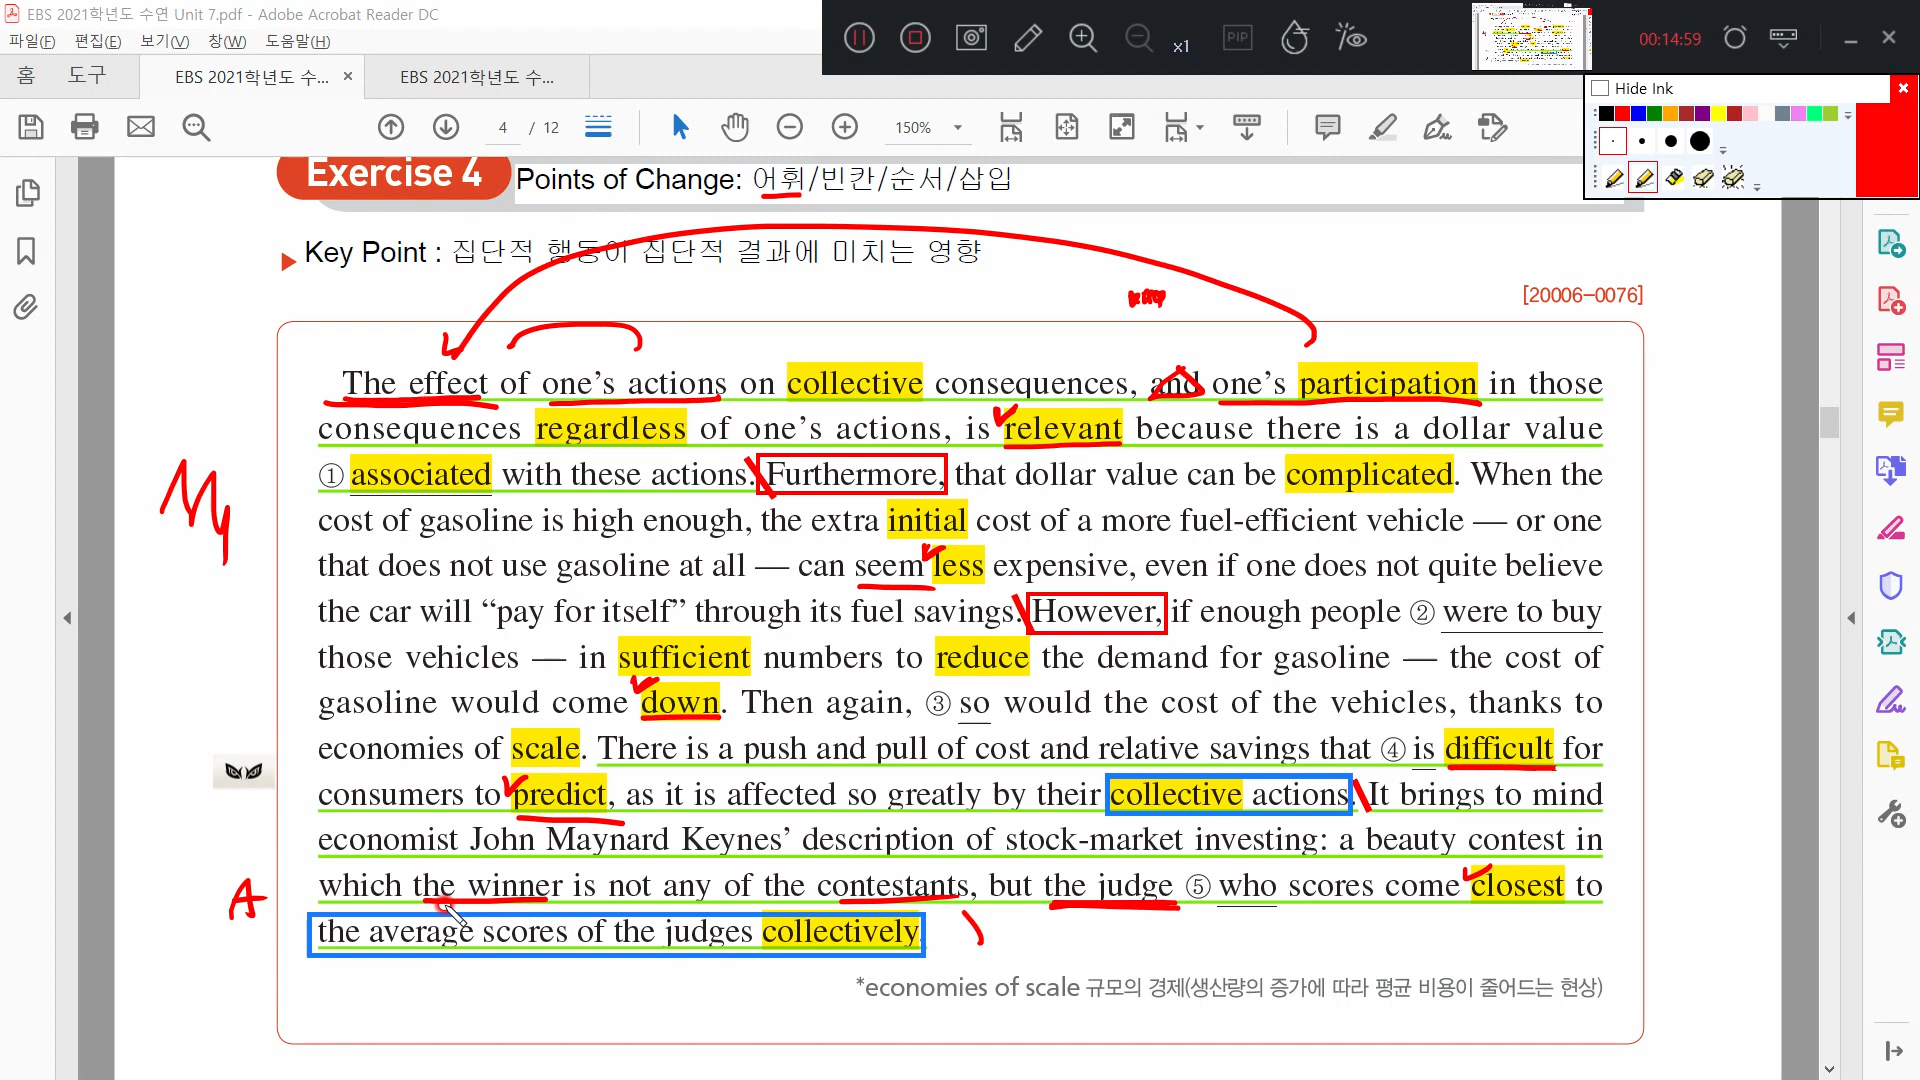 EBS 2021학년도 수연 Unit 7.pdf - Adobe Acrobat Reader DC
파일(F) 편집(E) 보기(V) 창(W) 도움말(H)
x1 PIP 00:14:59
홈 도구 EBS 2021학년도 수... × EBS 2021학년도 수...
Hide Ink
4 / 12 150%
Exercise 4 Points of Change: 어휘/빈칸/순서/삽입
Key Point : 집단적 행동이 집단적 결과에 미치는 영향
[20006-0076]
The effect of one's actions on collective consequences, and one's participation in those
consequences regardless of one's actions, is relevant because there is a dollar value
① associated with these actions. Furthermore, that dollar value can be complicated. When the
cost of gasoline is high enough, the extra initial cost of a more fuel-efficient vehicle — or one
that does not use gasoline at all — can seem less expensive, even if one does not quite believe
the car will “pay for itself” through its fuel savings. However, if enough people ② were to buy
those vehicles — in sufficient numbers to reduce the demand for gasoline — the cost of
gasoline would come down. Then again, ③ so would the cost of the vehicles, thanks to
economies of scale. There is a push and pull of cost and relative savings that ④ is difficult for
consumers to predict, as it is affected so greatly by their collective actions. It brings to mind
economist John Maynard Keynes’ description of stock-market investing: a beauty contest in
which the winner is not any of the contestants, but the judge ⑤ who scores come closest to
A
the average scores of the judges collectively.
*economies of scale 규모의 경제(생산량의 증가에 따라 평균 비용이 줄어드는 현상)